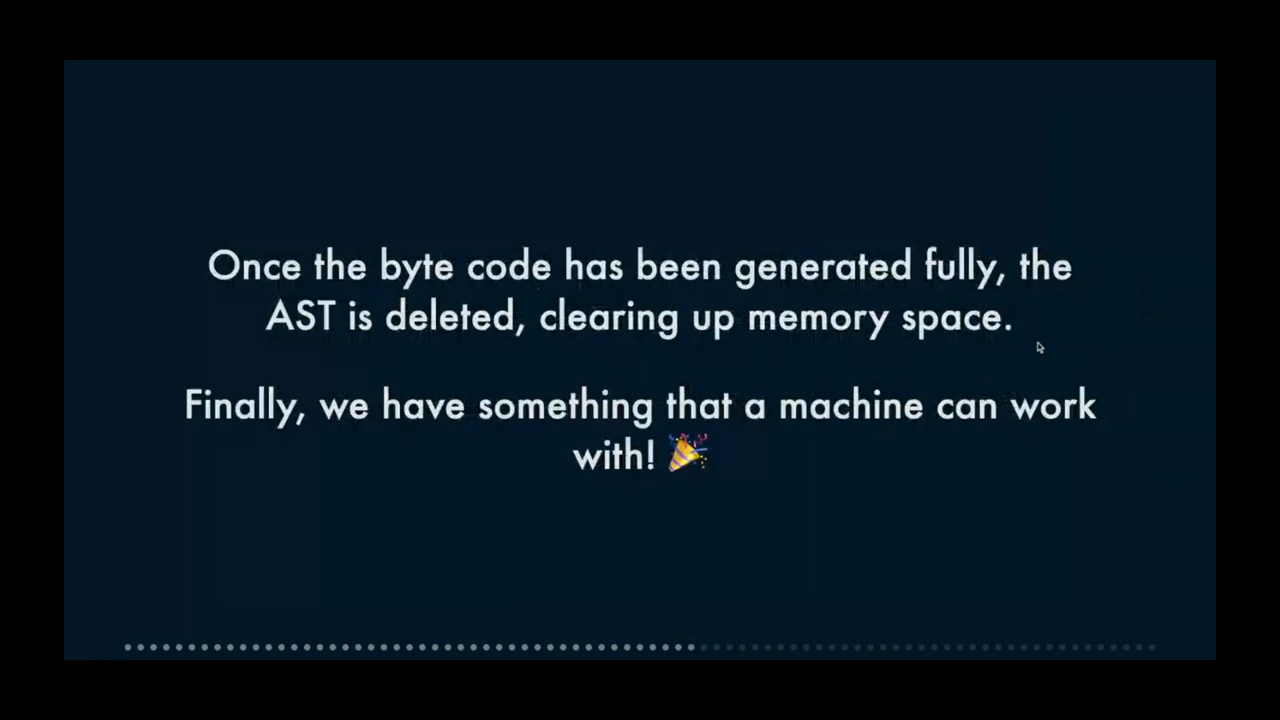 Once the byte code has been generated fully, the
AST is deleted, clearing up memory space.
Finally, we have something that a machine can work
with! 🎉